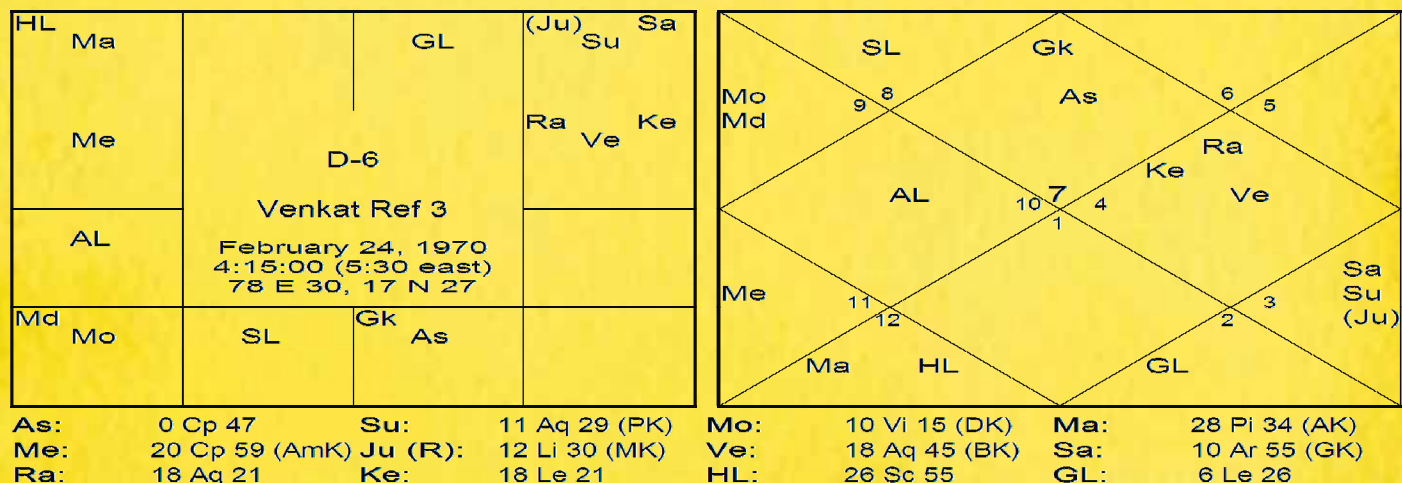 HL Ma GL (Ju) Su Sa
Me Ra Ve Ke
D-6
Venkat Ref 3
AL February 24, 1970
4:15:00 (5:30 east)
78 E 30, 17 N 27
Md Mo SL Gk As
SL Gk
Mo 9 8 As 6 5
Md
Ra
Ke
AL 10 7 4 Ve
1
Me 11 3 Sa
12 2 Su
(Ju)
Ma HL GL
As: 0 Cp 47 Su: 11 Aq 29 (PK) Mo: 10 Vi 15 (DK) Ma: 28 Pi 34 (AK)
Me: 20 Cp 59 (AmK) Ju (R): 12 Li 30 (MK) Ve: 18 Aq 45 (BK) Sa: 10 Ar 55 (GK)
Ra: 18 Aq 21 Ke: 18 Le 21 HL: 26 Sc 55 GL: 6 Le 26